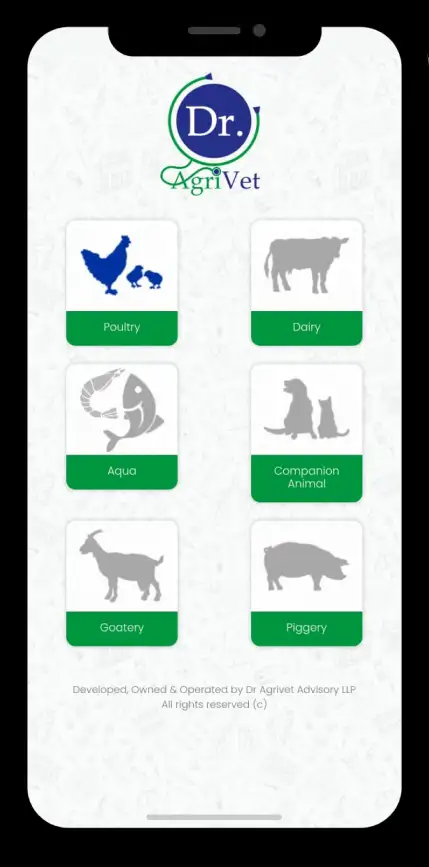 Dr.
AgriVet
Poultry
Dairy
Aqua
Companion
Animal
Goatery
Piggery
Developed, Owned & Operated by Dr Agrivet Advisory LLP
All rights reserved (c)